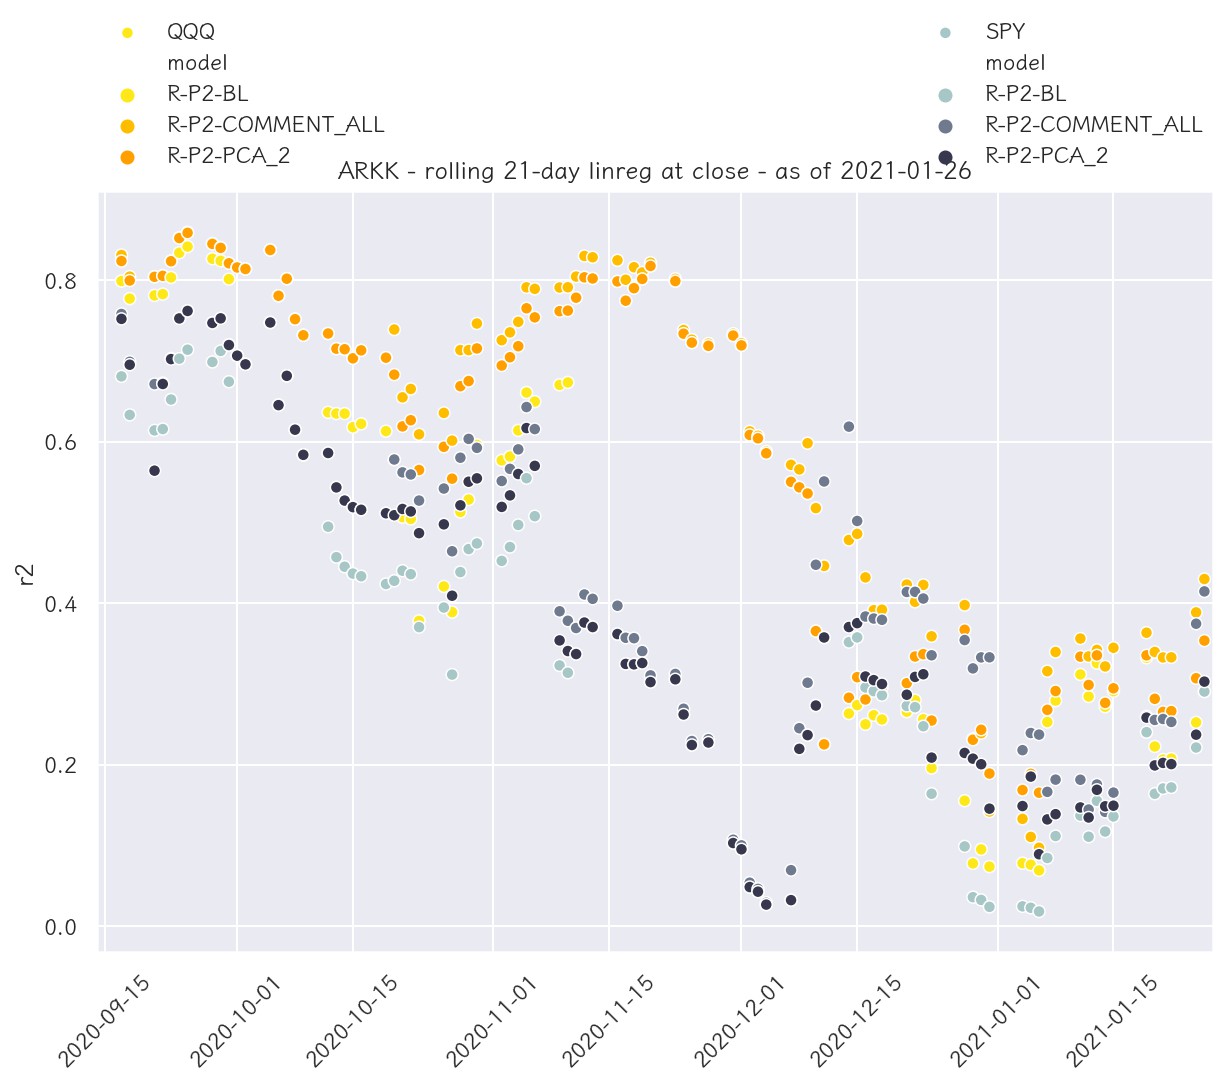 QQQ
model
R-P2-BL
R-P2-COMMENT_ALL
R-P2-PCA_2
SPY
model
R-P2-BL
R-P2-COMMENT_ALL
R-P2-PCA_2
ARKK - rolling 21-day linreg at close - as of 2021-01-26
r2
0.8
0.6
0.4
0.2
0.0
2020-09-15
2020-10-01
2020-10-15
2020-11-01
2020-11-15
2020-12-01
2020-12-15
2021-01-01
2021-01-15